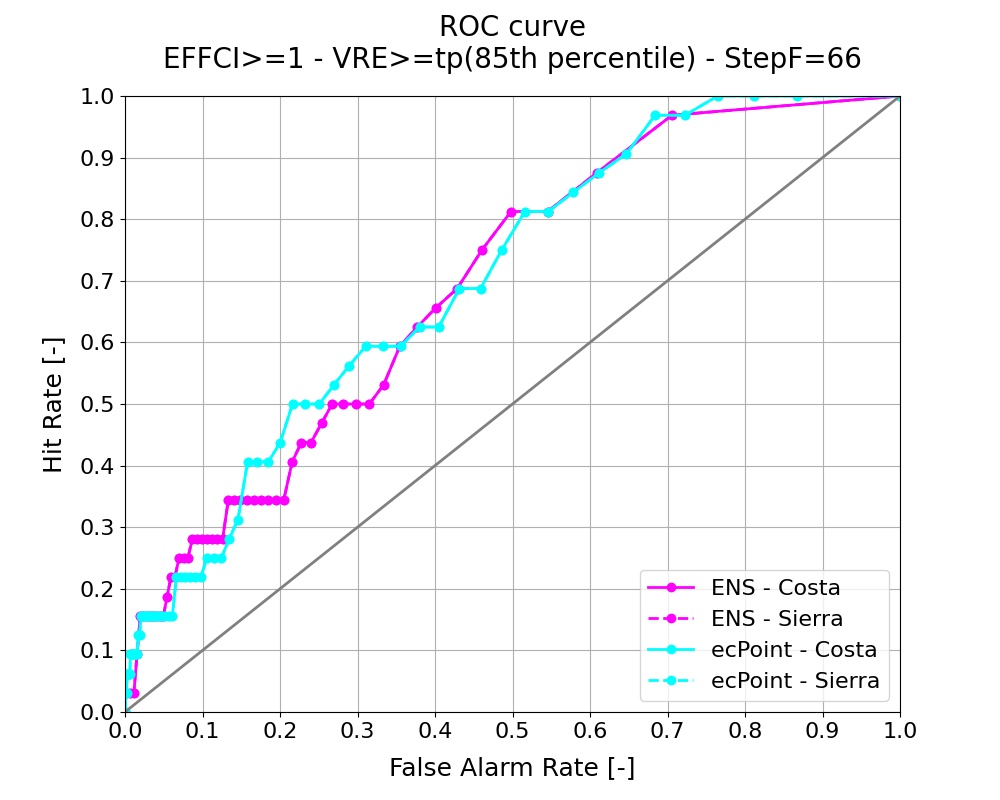 ROC curve
EFFCI>=1 - VRE>=tp(85th percentile) - StepF=66
1.0
0.9
0.8
0.7
0.6
0.5
0.4
0.3
0.2
0.1
0.0
Hit Rate [-]
ENS - Costa
ENS - Sierra
ecPoint - Costa
ecPoint - Sierra
0.0 0.1 0.2 0.3 0.4 0.5 0.6 0.7 0.8 0.9 1.0
False Alarm Rate [-]